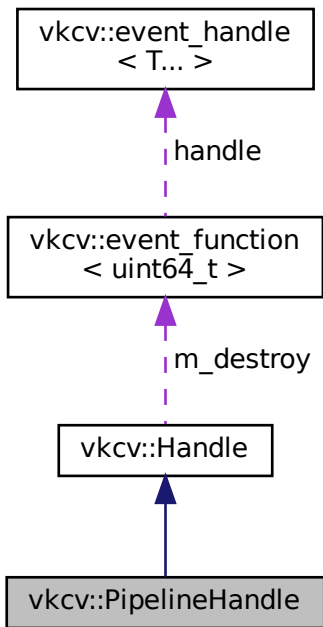 vkcv::event_handle
< T... >
handle
vkcv::event_function
< uint64_t >
m_destroy
vkcv::Handle
vkcv::PipelineHandle